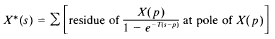 X*(s) = ∑ [ residue of X(p) / 1 − e^{−T(s−p)} at pole of X(p) ]